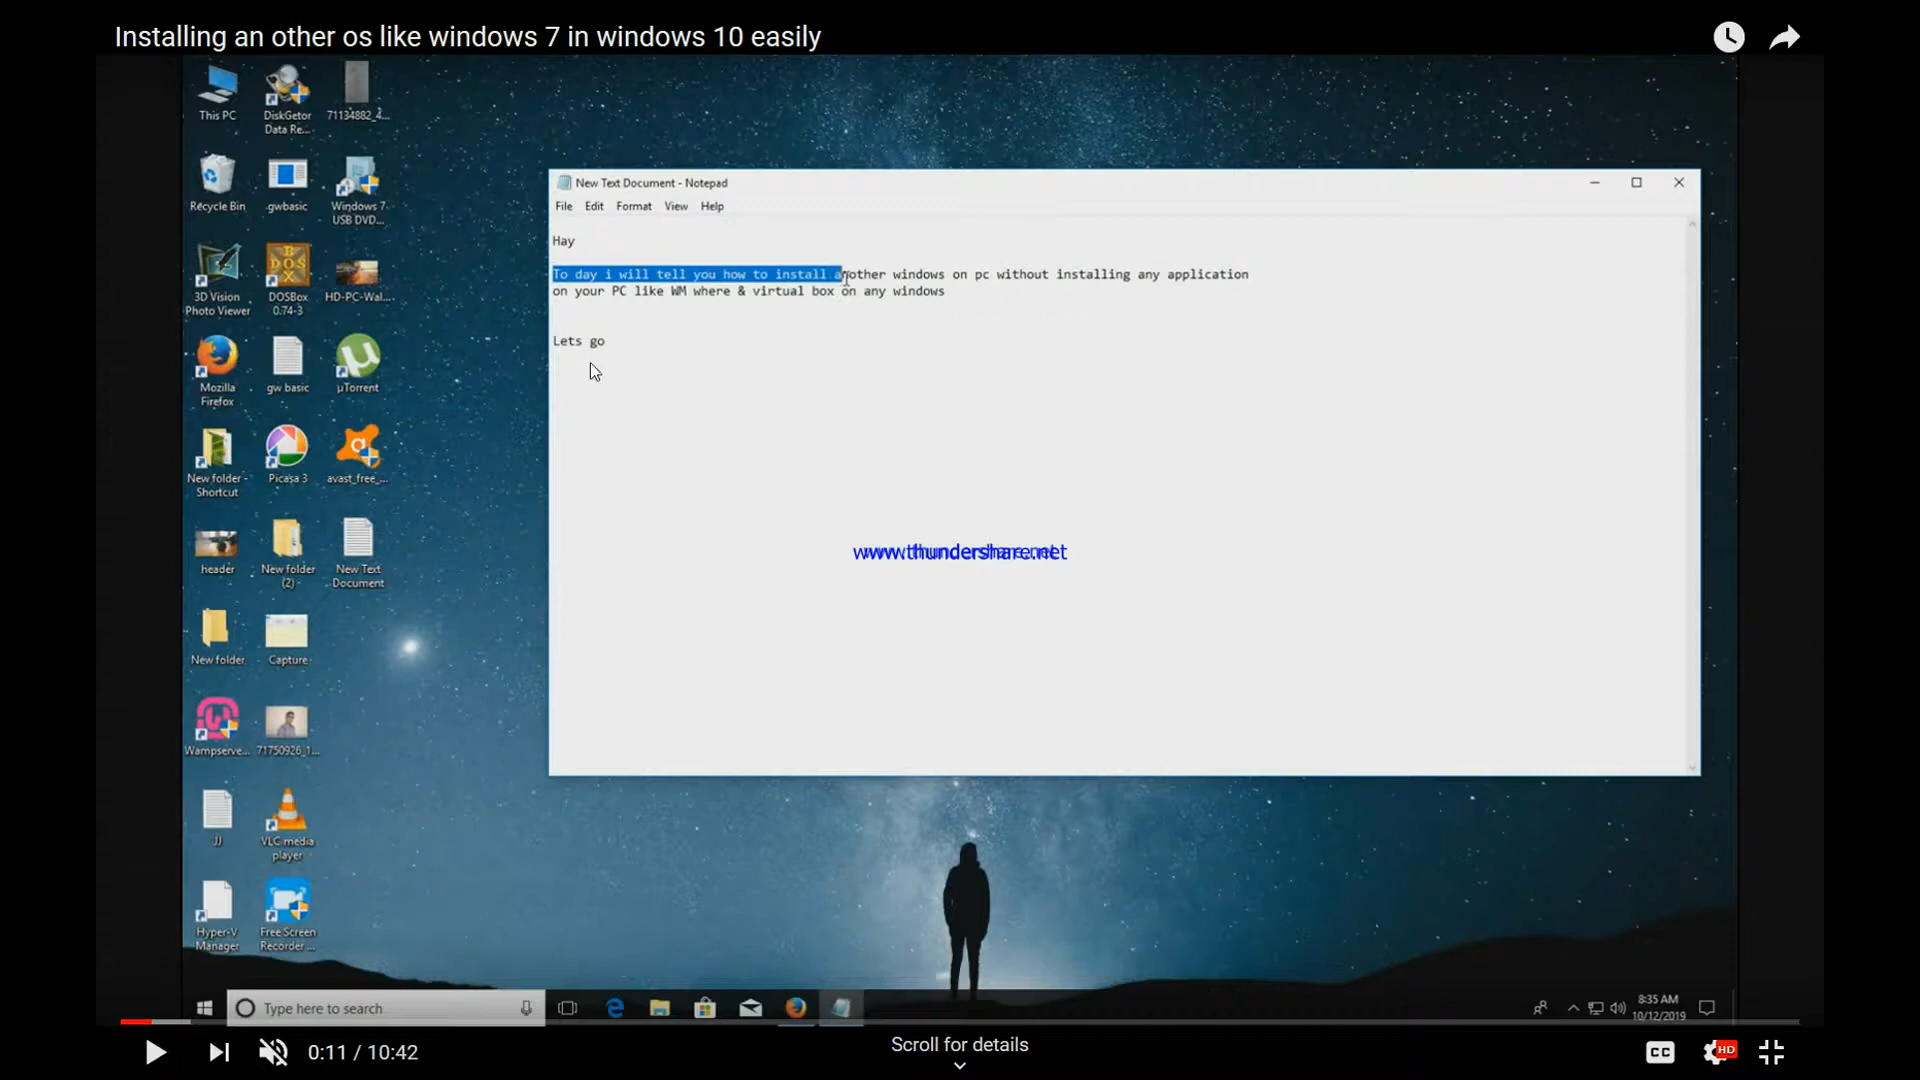 Installing an other os like windows 7 in windows 10 easily
This PC
DiskGetor
Data Re...
71134882_4...
Recycle Bin
gwbasic
Windows 7
USB DVD...
3D Vision
Photo Viewer
DOSBox
0.74-3
HD-PC-Wal...
Mozilla
Firefox
gw basic
µTorrent
New folder -
Shortcut
Picasa 3
avast_free_...
header
New folder
(2)
New Text
Document
New folder
Capture
Wampserve...
71750926_1...
JJ
VLC media
player
Hyper-V
Manager
Free Screen
Recorder ...
New Text Document - Notepad
File Edit Format View Help
Hay
To day i will tell you how to install another windows on pc without installing any application
on your PC like WM where & virtual box on any windows
Lets go
www.thundershare.net
Type here to search
8:35 AM
10/12/2019
0:11 / 10:42
Scroll for details
CC
HD